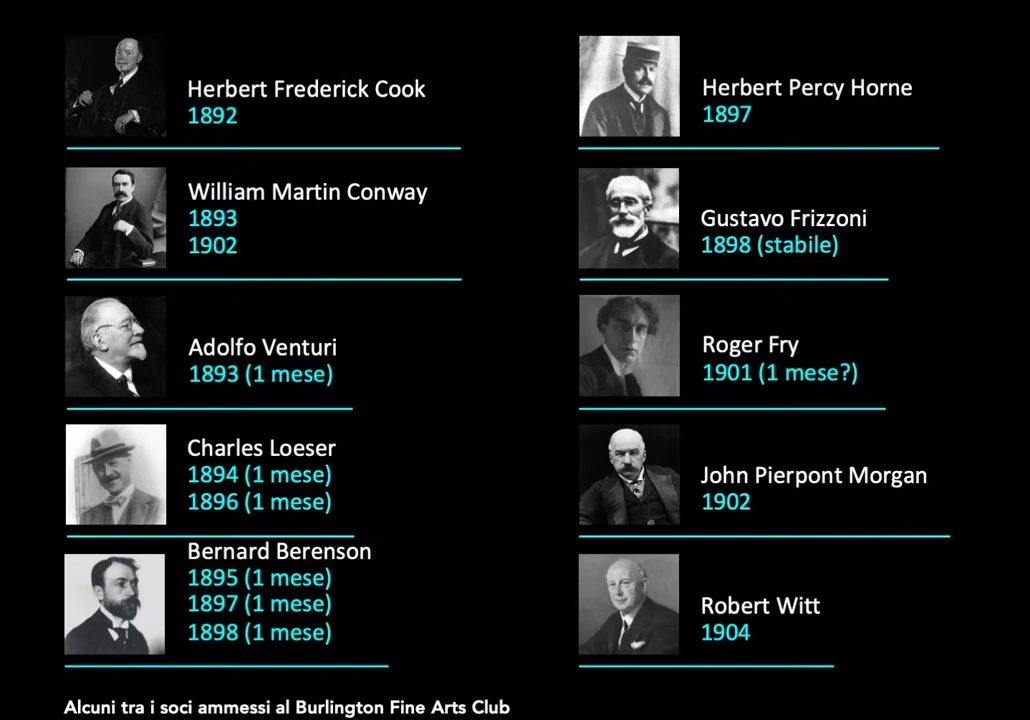 Herbert Frederick Cook
1892
William Martin Conway
1893
1902
Adolfo Venturi
1893 (1 mese)
Charles Loeser
1894 (1 mese)
1896 (1 mese)
Bernard Berenson
1895 (1 mese)
1897 (1 mese)
1898 (1 mese)
Herbert Percy Horne
1897
Gustavo Frizzoni
1898 (stabile)
Roger Fry
1901 (1 mese?)
John Pierpont Morgan
1902
Robert Witt
1904
Alcuni tra i soci ammessi al Burlington Fine Arts Club